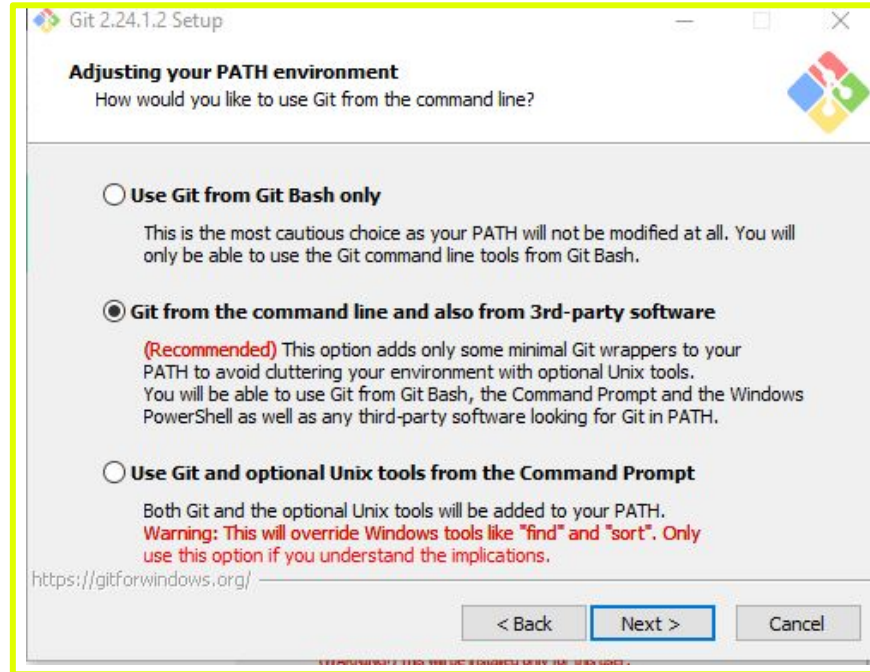 Git 2.24.1.2 Setup
Adjusting your PATH environment
How would you like to use Git from the command line?
Use Git from Git Bash only
This is the most cautious choice as your PATH will not be modified at all. You will
only be able to use the Git command line tools from Git Bash.
Git from the command line and also from 3rd-party software
(Recommended) This option adds only some minimal Git wrappers to your
PATH to avoid cluttering your environment with optional Unix tools.
You will be able to use Git from Git Bash, the Command Prompt and the Windows
PowerShell as well as any third-party software looking for Git in PATH.
Use Git and optional Unix tools from the Command Prompt
Both Git and the optional Unix tools will be added to your PATH.
Warning: This will override Windows tools like "find" and "sort". Only
use this option if you understand the implications.
https://gitforwindows.org/
< Back Next > Cancel